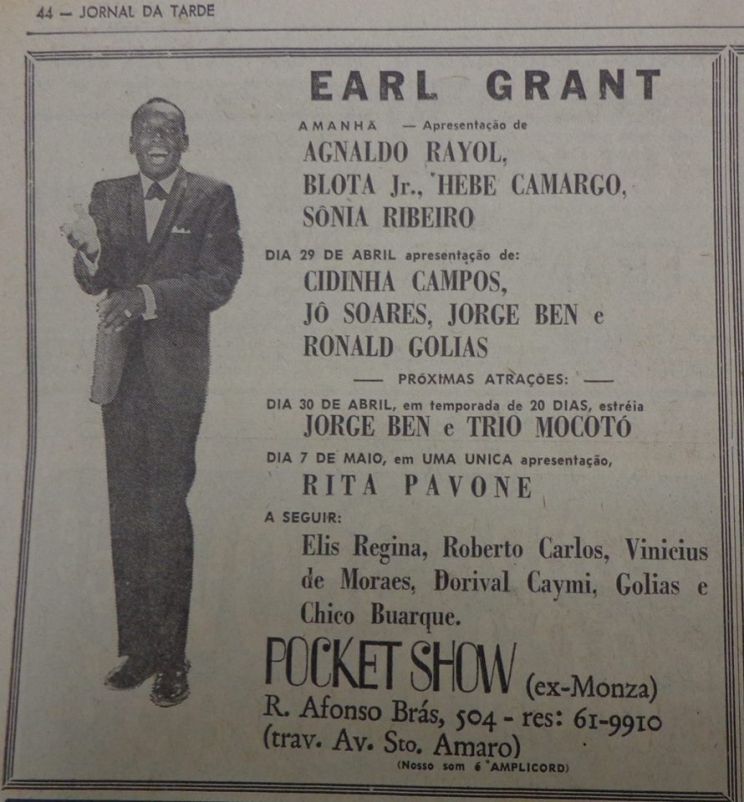 44 — JORNAL DA TARDE
EARL GRANT
AMANHÃ — Apresentação de
AGNALDO RAYOL,
BLOTA Jr., HEBE CAMARGO,
SÔNIA RIBEIRO
DIA 29 DE ABRIL apresentação de:
CIDINHA CAMPOS,
JÔ SOARES, JORGE BEN e
RONALD GOLIAS
— PRÓXIMAS ATRAÇÕES: —
DIA 30 DE ABRIL, em temporada de 20 DIAS, estréia
JORGE BEN e TRIO MOCOTÓ
DIA 7 DE MAIO, em UMA UNICA apresentação,
RITA PAVONE
A SEGUIR:
Elis Regina, Roberto Carlos, Vinicius
de Moraes, Dorival Caymi, Golias e
Chico Buarque.
POCKET SHOW (ex-Monza)
R. Afonso Brás, 504 - res: 61-9910
(trav. Av. Sto. Amaro)
(Nosso som é "AMPLICORD)